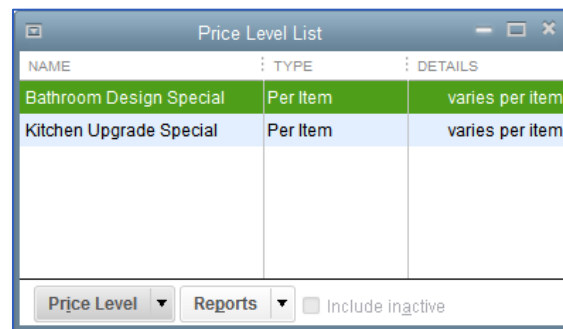 Price Level List
NAME TYPE DETAILS
Bathroom Design Special Per Item varies per item
Kitchen Upgrade Special Per Item varies per item
Price Level Reports Include inactive